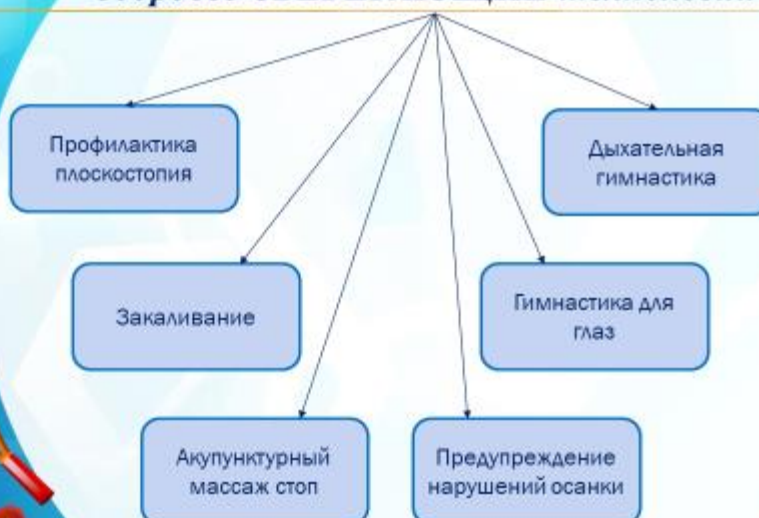 Профилактика
плоскостопия
Дыхательная
гимнастика
Закаливание
Гимнастика для
глаз
Акупунктурный
массаж стоп
Предупреждение
нарушений осанки